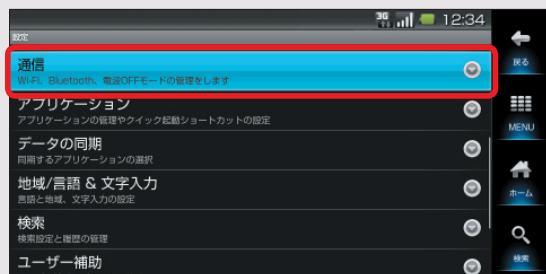 3G 12:34
設定
通信
Wi-Fi、Bluetooth、電波OFFモードの管理をします
アプリケーション
アプリケーションの管理やクイック起動ショートカットの設定
データの同期
同期するアプリケーションの選択
地域/言語 & 文字入力
言語と地域、文字入力の設定
検索
検索設定と履歴の管理
ユーザー補助
戻る
MENU
ホーム
検索